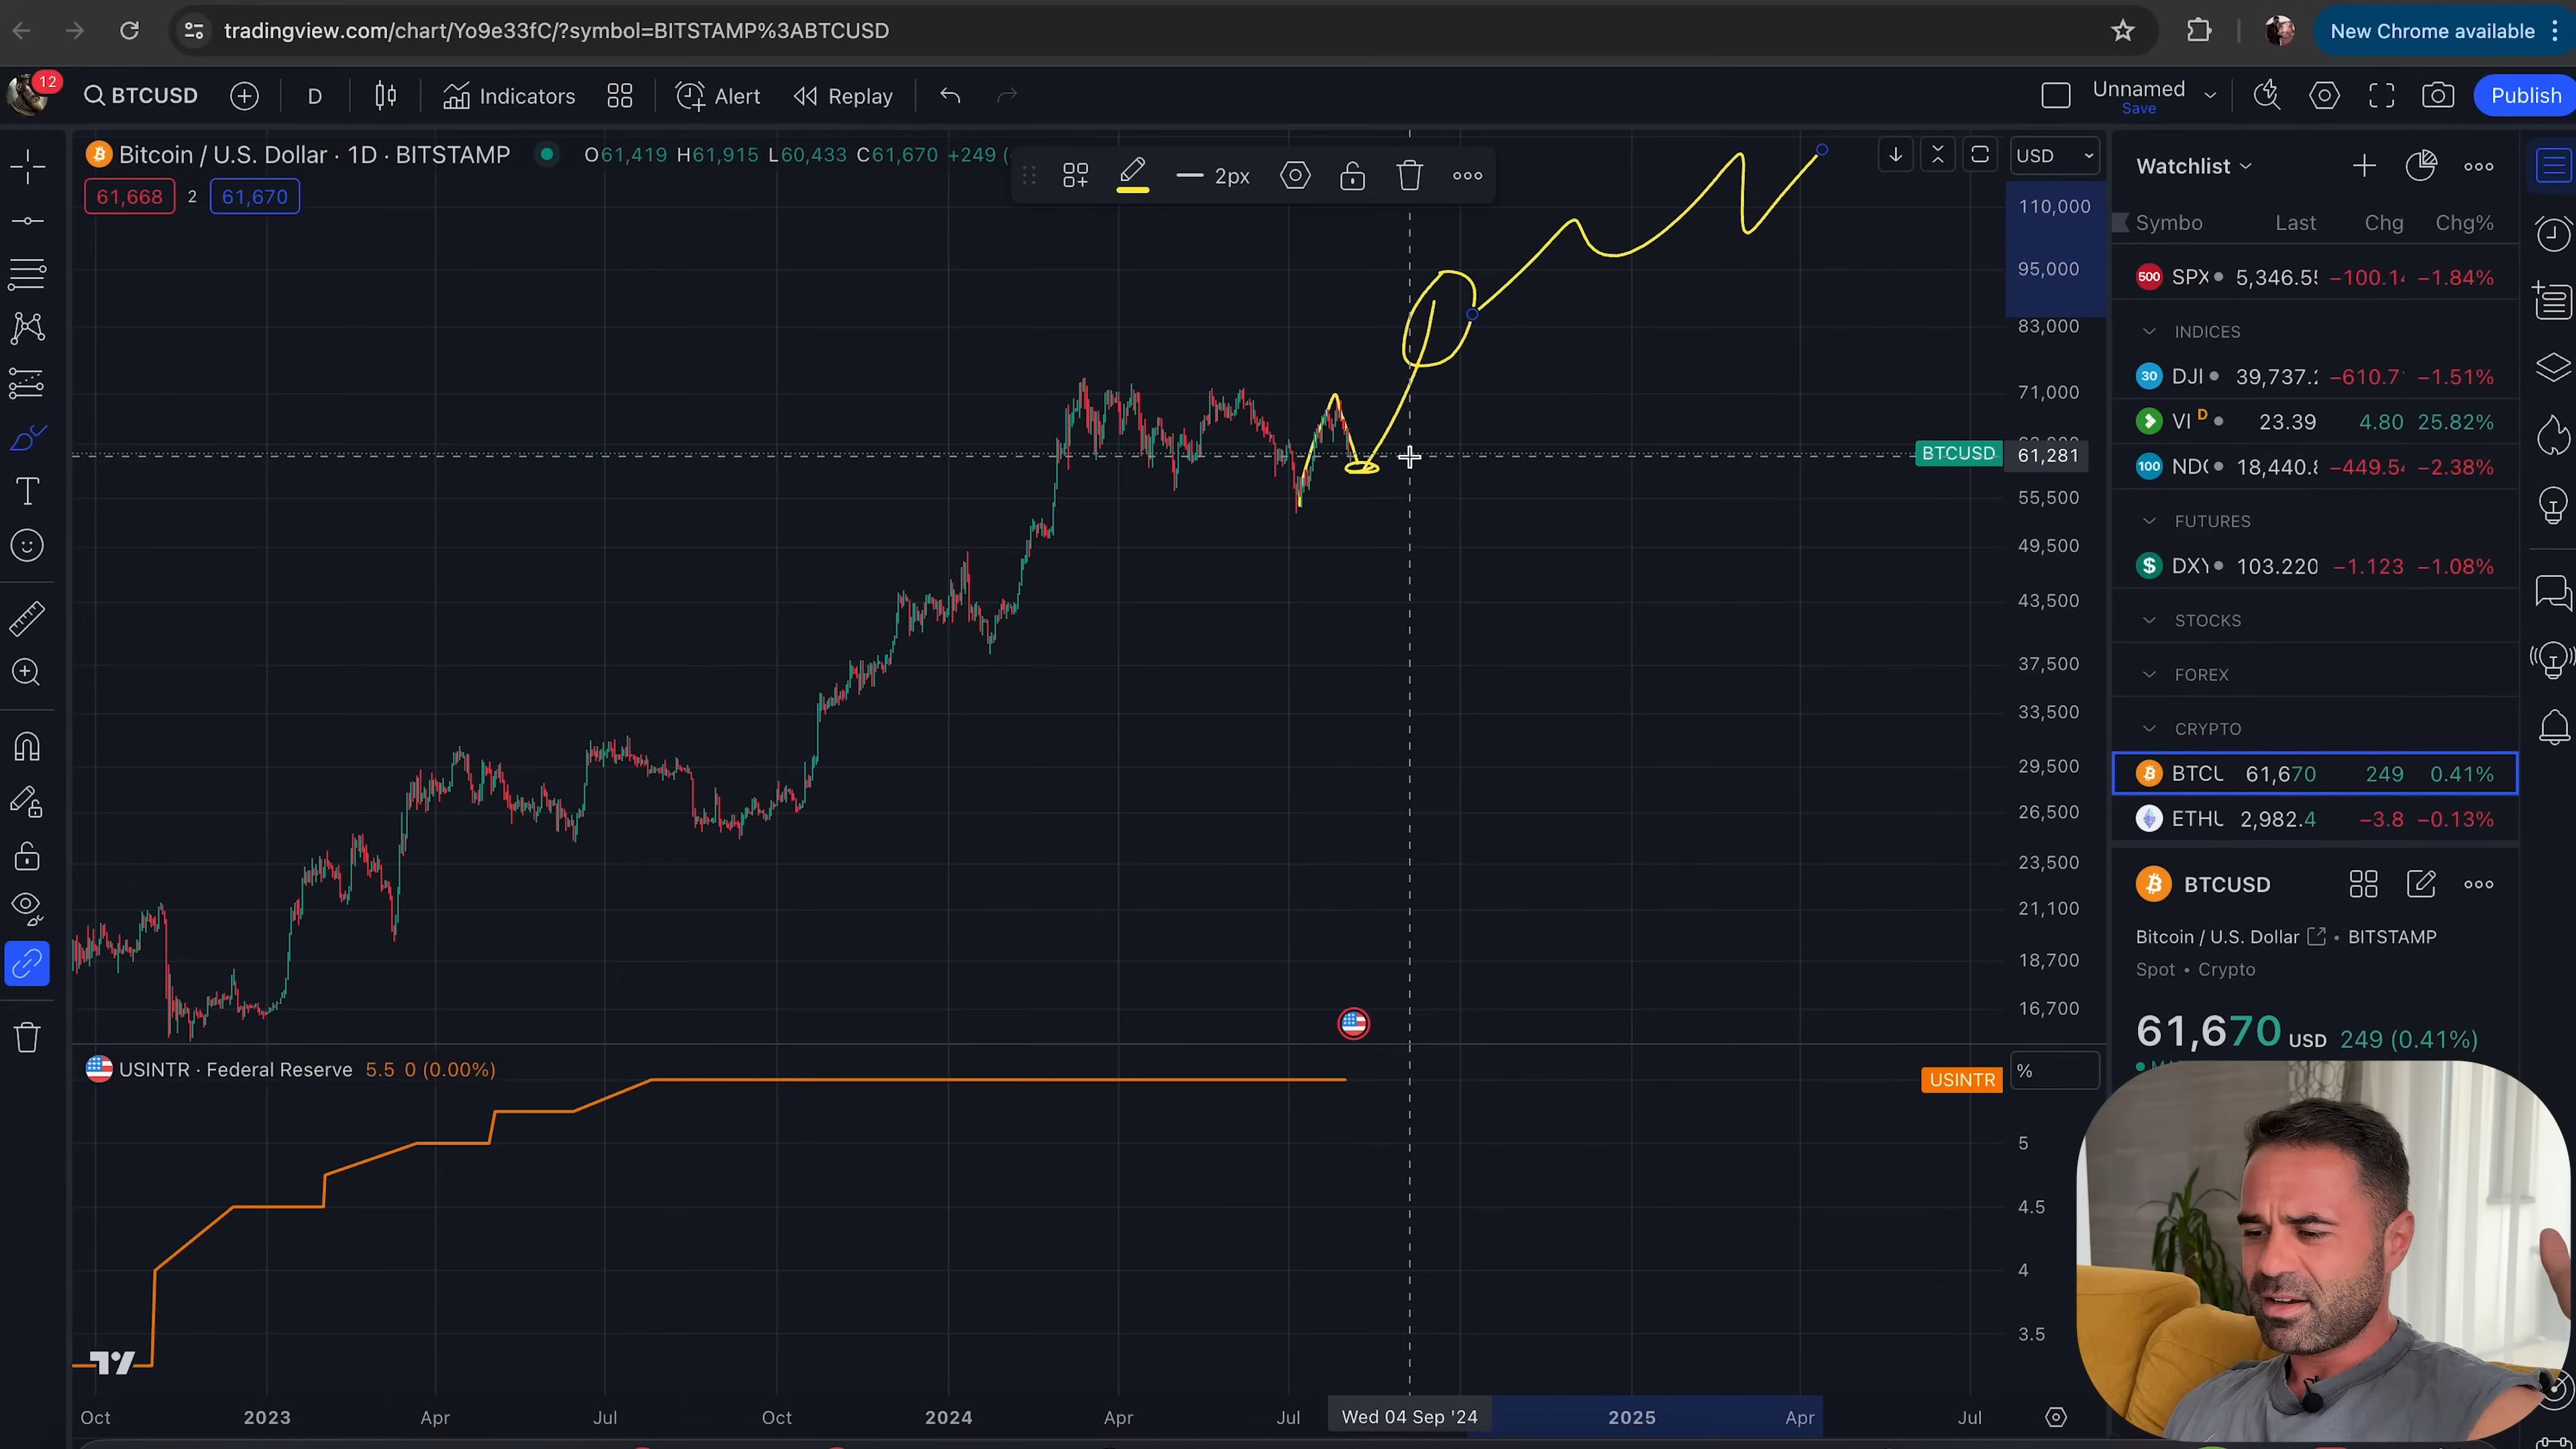 tradingview.com/chart/Yo9e33fC/?symbol=BITSTAMP%3ABTCUSD
New Chrome available
12
BTCUSD
D
Indicators
Alert
Replay
Unnamed
Save
Publish
Bitcoin / U.S. Dollar · 1D · BITSTAMP
O61,419 H61,915 L60,433 C61,670 +249 (
61,668
2
61,670
2px
USD
110,000
95,000
83,000
71,000
BTCUSD
61,281
55,500
49,500
43,500
37,500
33,500
29,500
26,500
23,500
21,100
18,700
16,700
USINTR · Federal Reserve 5.5 0 (0.00%)
USINTR
%
5
4.5
4
3.5
Oct
2023
Apr
Jul
Oct
2024
Apr
Jul
Wed 04 Sep '24
2025
Apr
Jul
Watchlist
Symbo Last Chg Chg%
500 SPX 5,346.5 −100.1 −1.84%
INDICES
30 DJI 39,737. −610.7 −1.51%
VI D 23.39 4.80 25.82%
100 ND 18,440. −449.5 −2.38%
FUTURES
$ DXY 103.220 −1.123 −1.08%
STOCKS
FOREX
CRYPTO
BTCU 61,670 249 0.41%
ETHU 2,982.4 −3.8 −0.13%
BTCUSD
Bitcoin / U.S. Dollar • BITSTAMP
Spot • Crypto
61,670 USD 249 (0.41%)